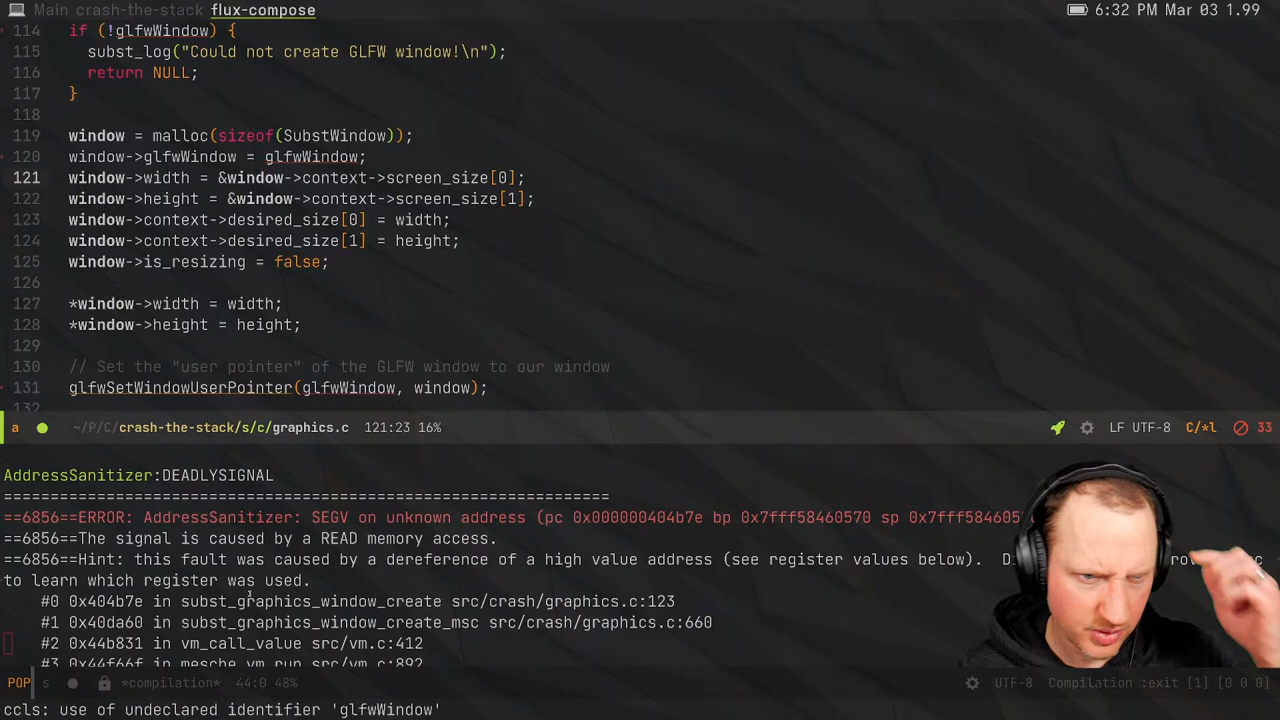 Main crash-the-stack flux-compose 6:32 PM Mar 03 1.99
114 if (!glfwWindow) {
115 subst_log("Could not create GLFW window!\n");
116 return NULL;
117 }
118
119 window = malloc(sizeof(SubstWindow));
120 window->glfwWindow = glfwWindow;
121 window->width = &window->context->screen_size[0];
122 window->height = &window->context->screen_size[1];
123 window->context->desired_size[0] = width;
124 window->context->desired_size[1] = height;
125 window->is_resizing = false;
126
127 *window->width = width;
128 *window->height = height;
129
130 // Set the "user pointer" of the GLFW window to our window
131 glfwSetWindowUserPointer(glfwWindow, window);
132
a ~/P/C/crash-the-stack/s/c/graphics.c 121:23 16% LF UTF-8 C/*l 33
AddressSanitizer:DEADLYSIGNAL
=================================================================
==6856==ERROR: AddressSanitizer: SEGV on unknown address (pc 0x000000404b7e bp 0x7fff58460570 sp 0x7fff584605
==6856==The signal is caused by a READ memory access.
==6856==Hint: this fault was caused by a dereference of a high value address (see register values below).
to learn which register was used.
#0 0x404b7e in subst_graphics_window_create src/crash/graphics.c:123
#1 0x40da60 in subst_graphics_window_create_msc src/crash/graphics.c:660
#2 0x44b831 in vm_call_value src/vm.c:412
#3 0x44f66f in mesche_vm_run src/vm.c:892
POP s *compilation* 44:0 48% UTF-8 Compilation :exit [1] [0 0 0]
ccls: use of undeclared identifier 'glfwWindow'